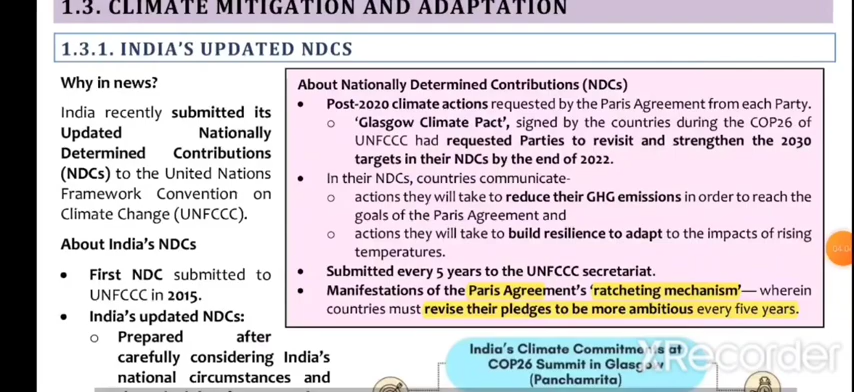 1.3. CLIMATE MITIGATION AND ADAPTATION
1.3.1. INDIA'S UPDATED NDCS
Why in news?
India recently submitted its
Updated Nationally
Determined Contributions
(NDCs) to the United Nations
Framework Convention on
Climate Change (UNFCCC).
About India's NDCs
• First NDC submitted to
UNFCCC in 2015.
• India's updated NDCs:
o Prepared after
carefully considering India's
national circumstances and
About Nationally Determined Contributions (NDCs)
• Post-2020 climate actions requested by the Paris Agreement from each Party.
o 'Glasgow Climate Pact', signed by the countries during the COP26 of
UNFCCC had requested Parties to revisit and strengthen the 2030
targets in their NDCs by the end of 2022.
• In their NDCs, countries communicate-
o actions they will take to reduce their GHG emissions in order to reach the
goals of the Paris Agreement and
o actions they will take to build resilience to adapt to the impacts of rising
temperatures.
• Submitted every 5 years to the UNFCCC secretariat.
• Manifestations of the Paris Agreement's 'ratcheting mechanism'— wherein
countries must revise their pledges to be more ambitious every five years.
India's Climate Commitments at
COP26 Summit in Glasgow
(Panchamrita)
XRecorder